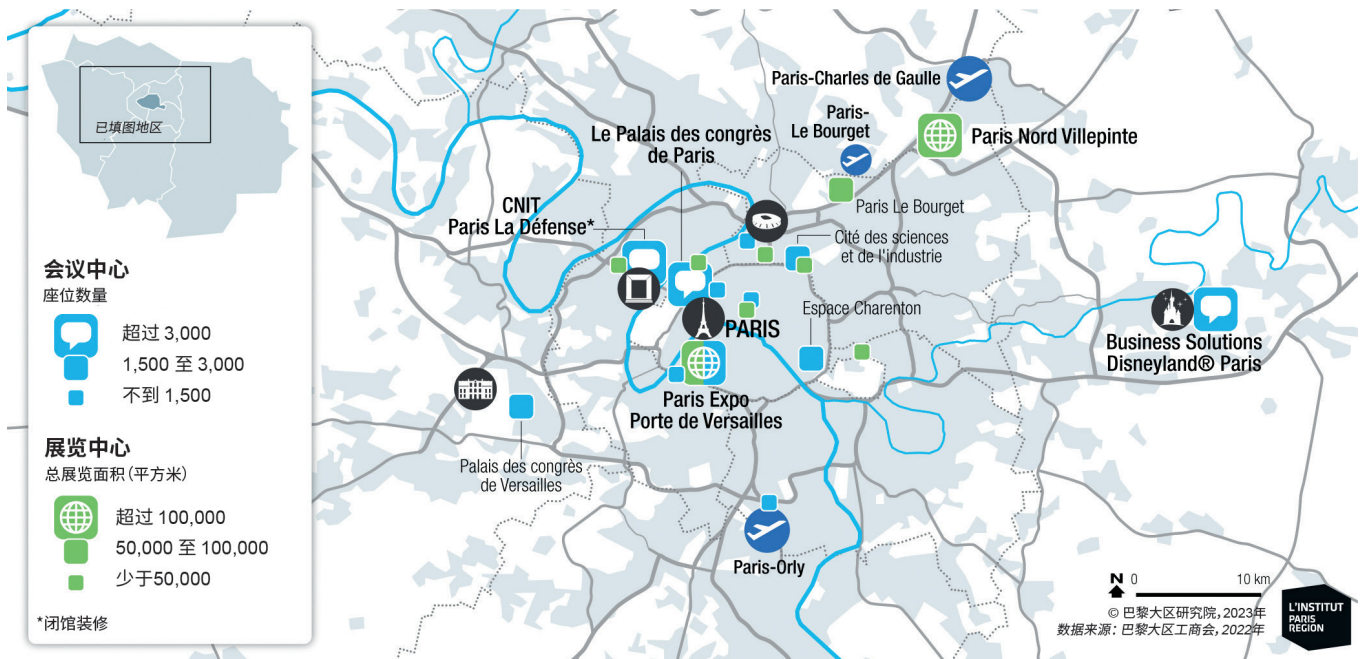 已填图地区
会议中心
座位数量
超过 3,000
1,500 至 3,000
不到 1,500
展览中心
总展览面积(平方米)
超过 100,000
50,000 至 100,000
少于50,000
*闭馆装修
Paris-Charles de Gaulle
Paris-
Le Bourget
Paris Nord Villepinte
Le Palais des congrès
de Paris
Paris Le Bourget
CNIT
Paris La Défense*
Cité des sciences
et de l'industrie
Espace Charenton
PARIS
Business Solutions
Disneyland® Paris
Paris Expo
Porte de Versailles
Palais des congrès
de Versailles
Paris-Orly
N 0 10 km
© 巴黎大区研究院, 2023年
数据来源：巴黎大区工商会, 2022年
L'INSTITUT
PARIS
REGION